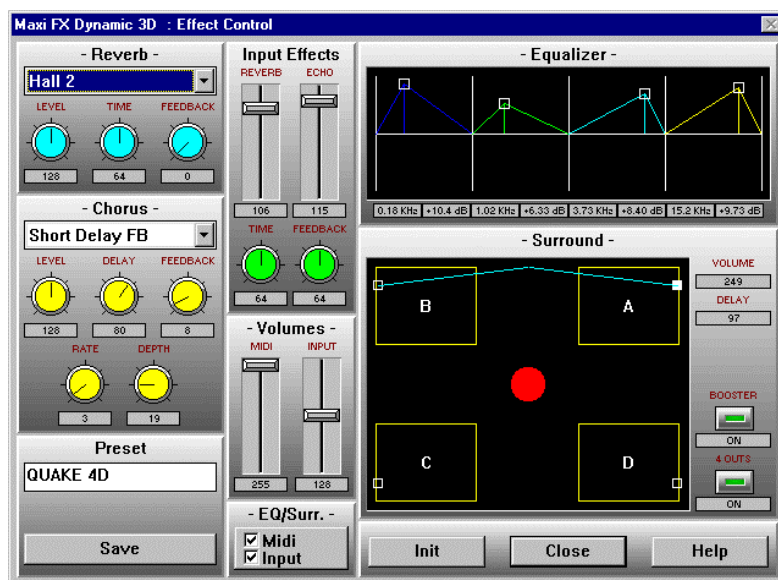 Maxi FX Dynamic 3D : Effect Control
- Reverb -
Hall 2
LEVEL TIME FEEDBACK
128 64 0
- Chorus -
Short Delay FB
LEVEL DELAY FEEDBACK
128 80 8
RATE DEPTH
3 19
Preset
QUAKE 4D
Save
Input Effects
REVERB ECHO
106 115
TIME FEEDBACK
64 64
- Volumes -
MIDI INPUT
255 128
- EQ/Surr. -
Midi
Input
- Equalizer -
0.18 KHz +10.4 dB 1.02 KHz +6.33 dB 3.73 KHz +8.40 dB 15.2 KHz +9.73 dB
- Surround -
B A
C D
VOLUME
249
DELAY
97
BOOSTER
ON
4 OUTS
ON
Init Close Help